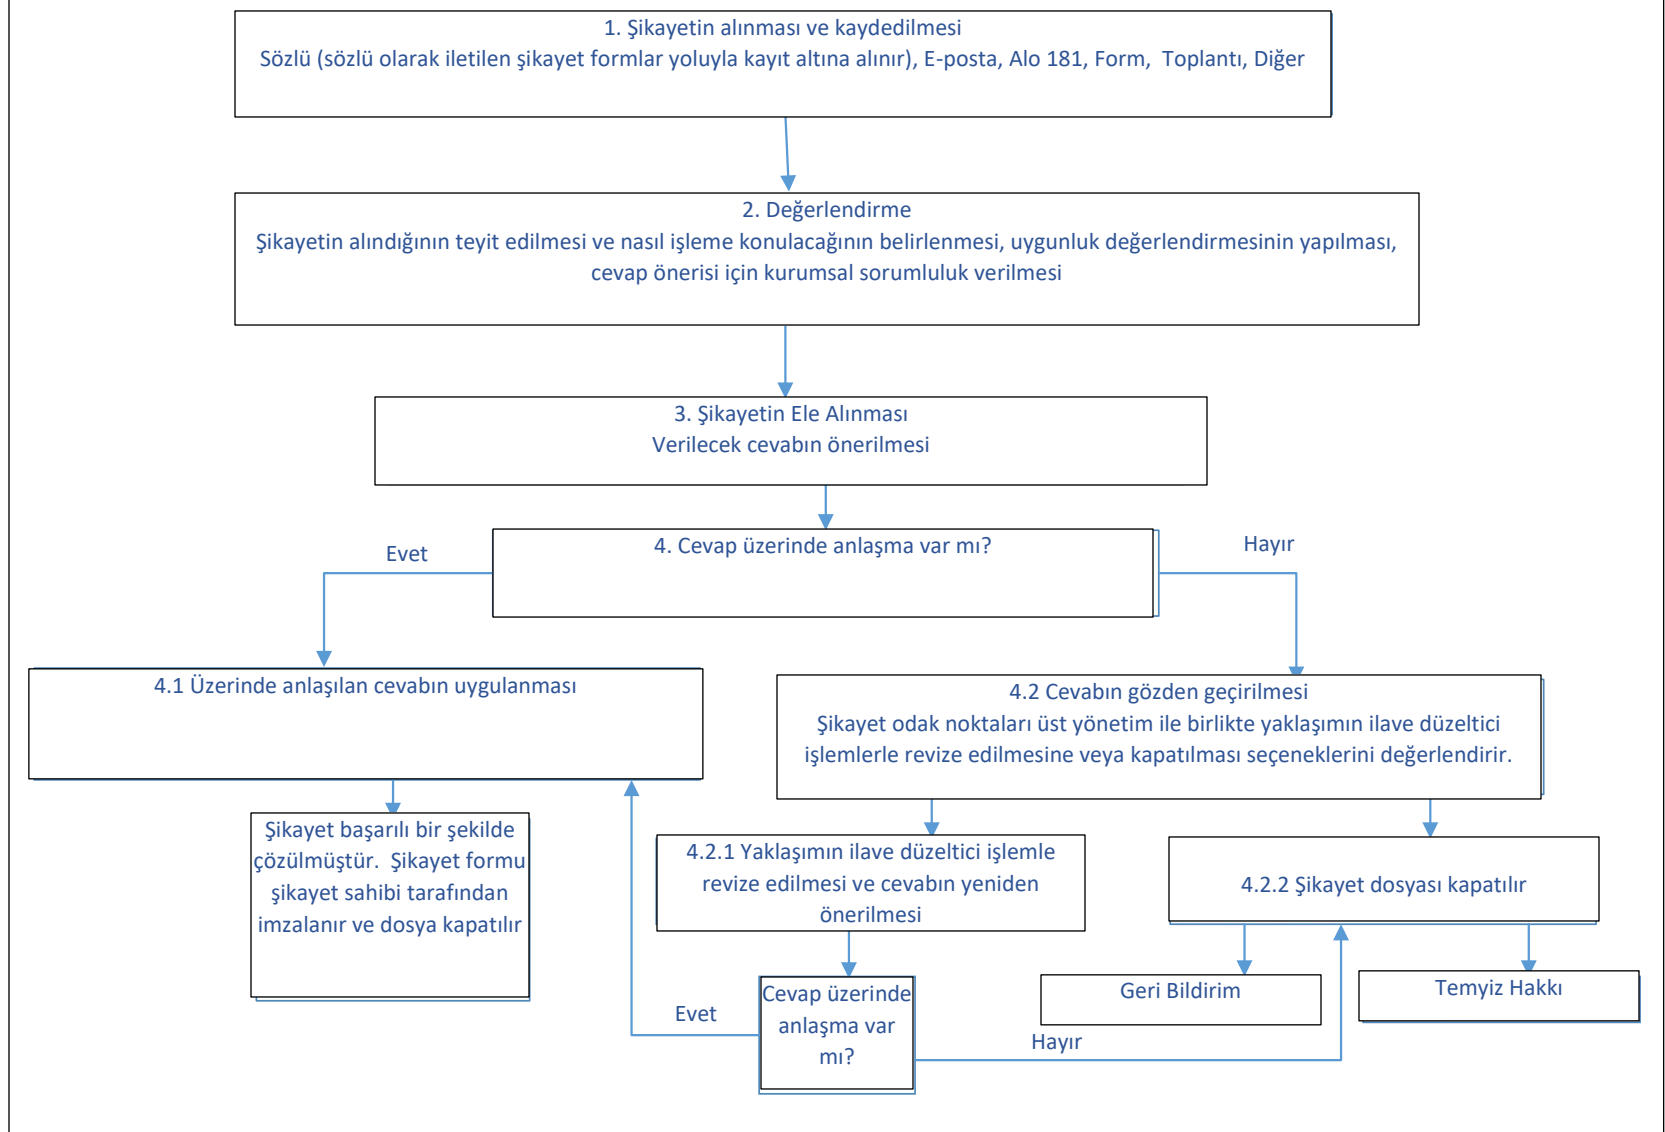 1. Şikayetin alınması ve kaydedilmesi
Sözlü (sözlü olarak iletilen şikayet formlar yoluyla kayıt altına alınır), E-posta, Alo 181, Form, Toplantı, Diğer
2. Değerlendirme
Şikayetin alındığının teyit edilmesi ve nasıl işleme konulacağının belirlenmesi, uygunluk değerlendirmesinin yapılması,
cevap önerisi için kurumsal sorumluluk verilmesi
3. Şikayetin Ele Alınması
Verilecek cevabın önerilmesi
4. Cevap üzerinde anlaşma var mı?
Evet
Hayır
4.1 Üzerinde anlaşılan cevabın uygulanması
4.2 Cevabın gözden geçirilmesi
Şikayet odak noktaları üst yönetim ile birlikte yaklaşımın ilave düzeltici
işlemlerle revize edilmesine veya kapatılması seçeneklerini değerlendirir.
Şikayet başarılı bir şekilde
çözülmüştür. Şikayet formu
şikayet sahibi tarafından
imzalanır ve dosya kapatılır
4.2.1 Yaklaşımın ilave düzeltici işlemle
revize edilmesi ve cevabın yeniden
önerilmesi
4.2.2 Şikayet dosyası kapatılır
Cevap üzerinde
anlaşma var
mı?
Evet
Hayır
Geri Bildirim
Temyiz Hakkı